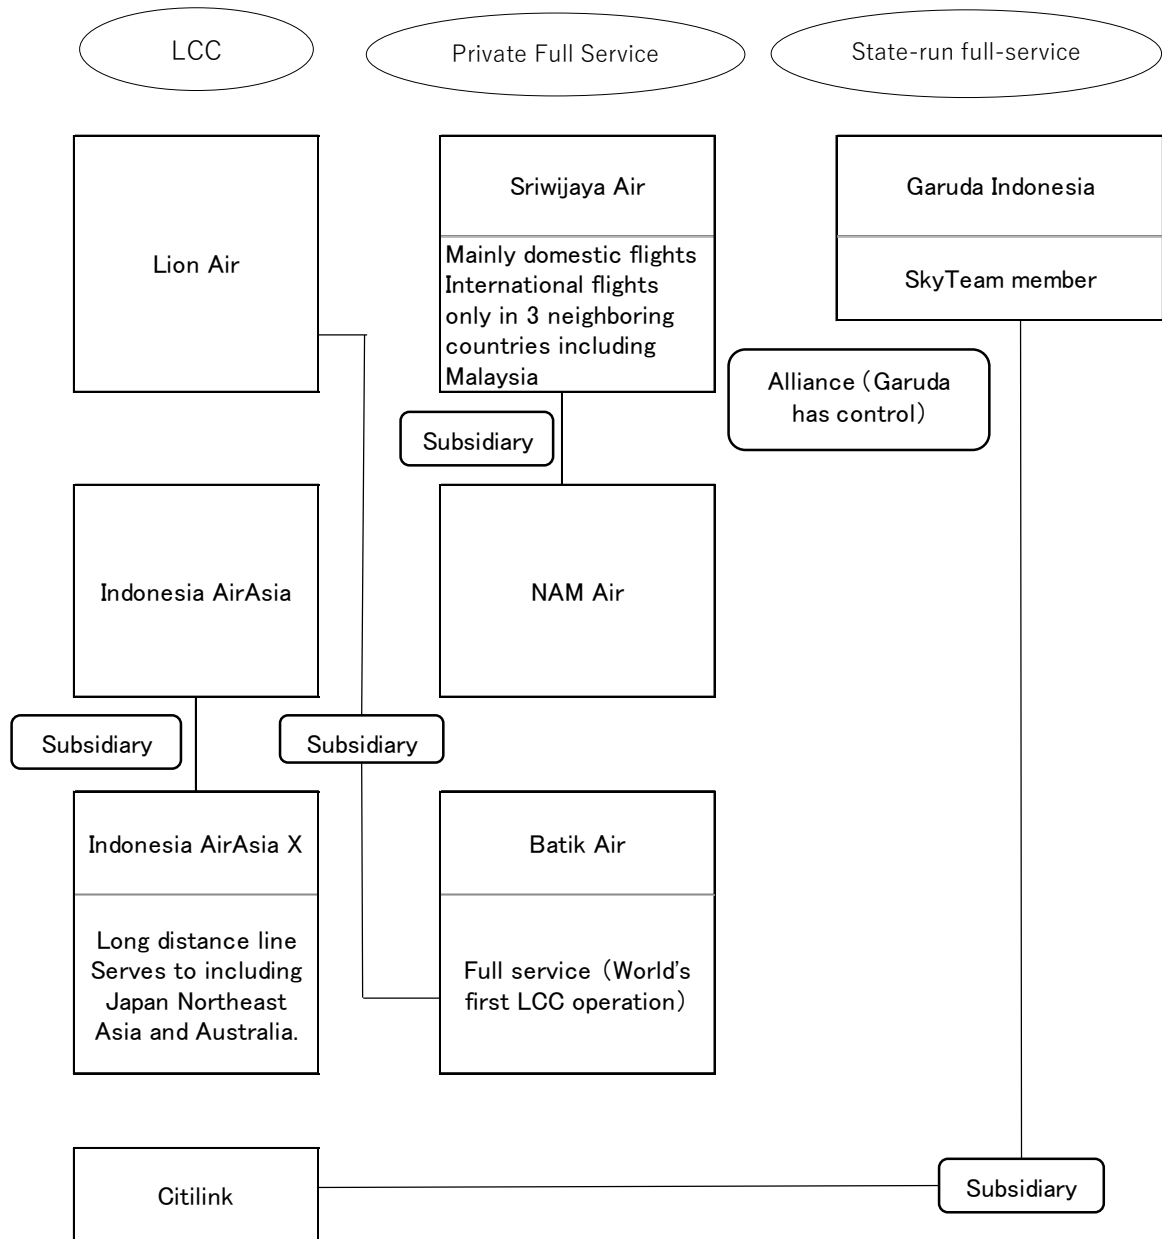 LCC
Private Full Service
State-run full-service
Lion Air
Sriwijaya Air
Mainly domestic flights
International flights
only in 3 neighboring
countries including
Malaysia
Garuda Indonesia
SkyTeam member
Alliance (Garuda
has control)
Subsidiary
Indonesia AirAsia
NAM Air
Subsidiary
Subsidiary
Indonesia AirAsia X
Long distance line
Serves to including
Japan Northeast
Asia and Australia.
Batik Air
Full service (World's
first LCC operation)
Citilink
Subsidiary